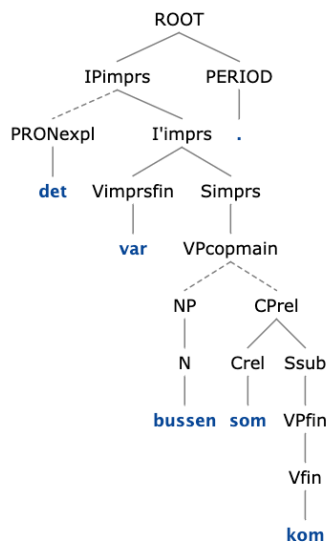 ROOT
IPimprs PERIOD
PRONexpl I'imprs .
det Vimprsfin Simprs
var VPcopmain
NP CPrel
N Crel Ssub
bussen som VPfin
Vfin
kom